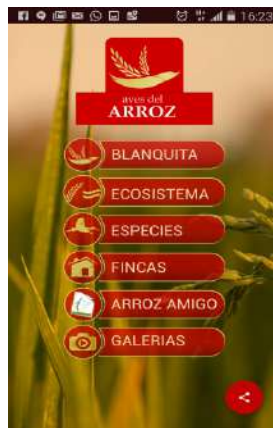 16:23
aves del
ARROZ
BLANQUITA
ECOSISTEMA
ESPECIES
FINCAS
ARROZ AMIGO
GALERIAS